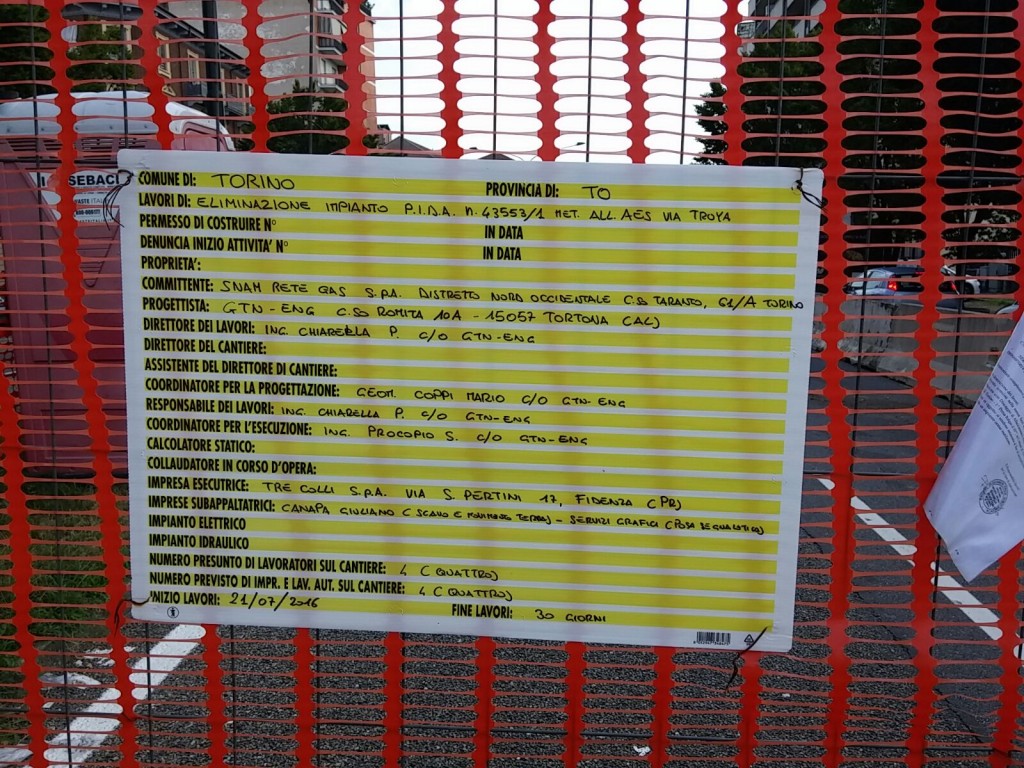 SEBACH
COMUNE DI: TORINO PROVINCIA DI: TO
LAVORI DI: ELIMINAZIONE IMPIANTO P.I.D.A. N. 43553/1 MET. ALL. AES VIA TROYA
PERMESSO DI COSTRUIRE N° IN DATA
DENUNCIA INIZIO ATTIVITA' N° IN DATA
PROPRIETA':
COMMITTENTE: SNAM RETE GAS S.P.A. DISTRETO NORD OCCIDENTALE C.SO TARANTO, 61/A TORINO
PROGETTISTA: GTN-ENG C.SO ROMITA 10A - 15057 TORTONA (AL)
DIRETTORE DEI LAVORI: ING. CHIARELLA P. C/O GTN-ENG
DIRETTORE DEL CANTIERE:
ASSISTENTE DEL DIRETTORE DI CANTIERE:
COORDINATORE PER LA PROGETTAZIONE: GEOM. COPPI MARIO C/O GTN-ENG
RESPONSABILE DEI LAVORI: ING. CHIARELLA P. C/O GTN-ENG
COORDINATORE PER L'ESECUZIONE: ING. PROCOPIO S. C/O GTN-ENG
CALCOLATORE STATICO:
COLLAUDATORE IN CORSO D'OPERA:
IMPRESA ESECUTRICE: TRE COLLI S.P.A. VIA S. PERTINI 17, FIDENZA (PR)
IMPRESE SUBAPPALTATRICI: CANAPA GIULIANO (SCAVO E TERRA) - SERVIZI GRAFICI (POSA SEGNALETICA)
IMPIANTO ELETTRICO
IMPIANTO IDRAULICO
NUMERO PRESUNTO DI LAVORATORI SUL CANTIERE: 4 (QUATTRO)
NUMERO PREVISTO DI IMPR. E LAV. AUT. SUL CANTIERE: 4 (QUATTRO)
INIZIO LAVORI: 21/07/2016 FINE LAVORI: 30 GIORNI